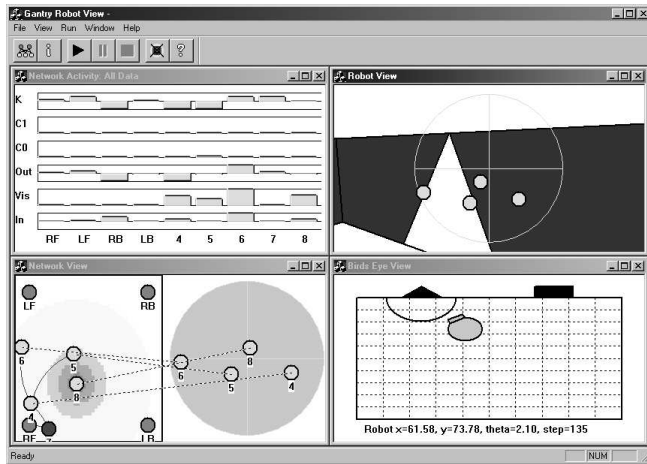 Gantry Robot View -
File View Run Window Help
Network Activity: All Data
K
C1
C0
Out
Vis
In
RF LF RB LB 4 5 6 7 8
Robot View
Network View
LF
RB
6
5
8
4
RF
7
LB
6
8
5
4
Birds Eye View
Robot x=61.58, y=73.78, theta=2.10, step=135
Ready
NUM